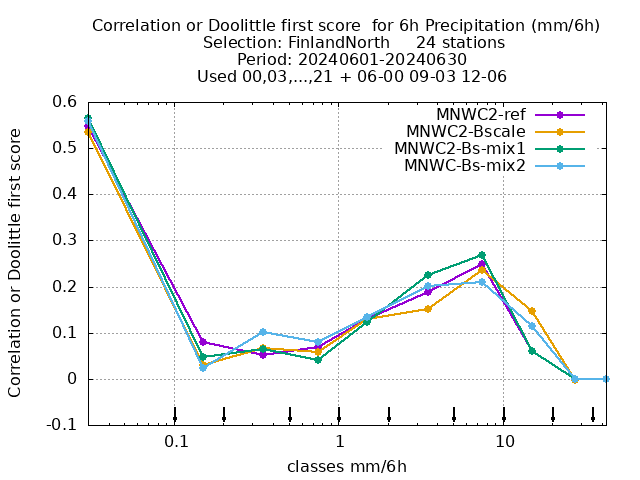 Correlation or Doolittle first score  for 6h Precipitation (mm/6h)
Selection: FinlandNorth     24 stations
Period: 20240601-20240630
Used 00,03,...,21 + 06-00 09-03 12-06
Correlation or Doolittle first score
0.6
0.5
0.4
0.3
0.2
0.1
0
-0.1
MNWC2-ref
MNWC2-Bscale
MNWC2-Bs-mix1
MNWC-Bs-mix2
0.1
1
10
classes mm/6h